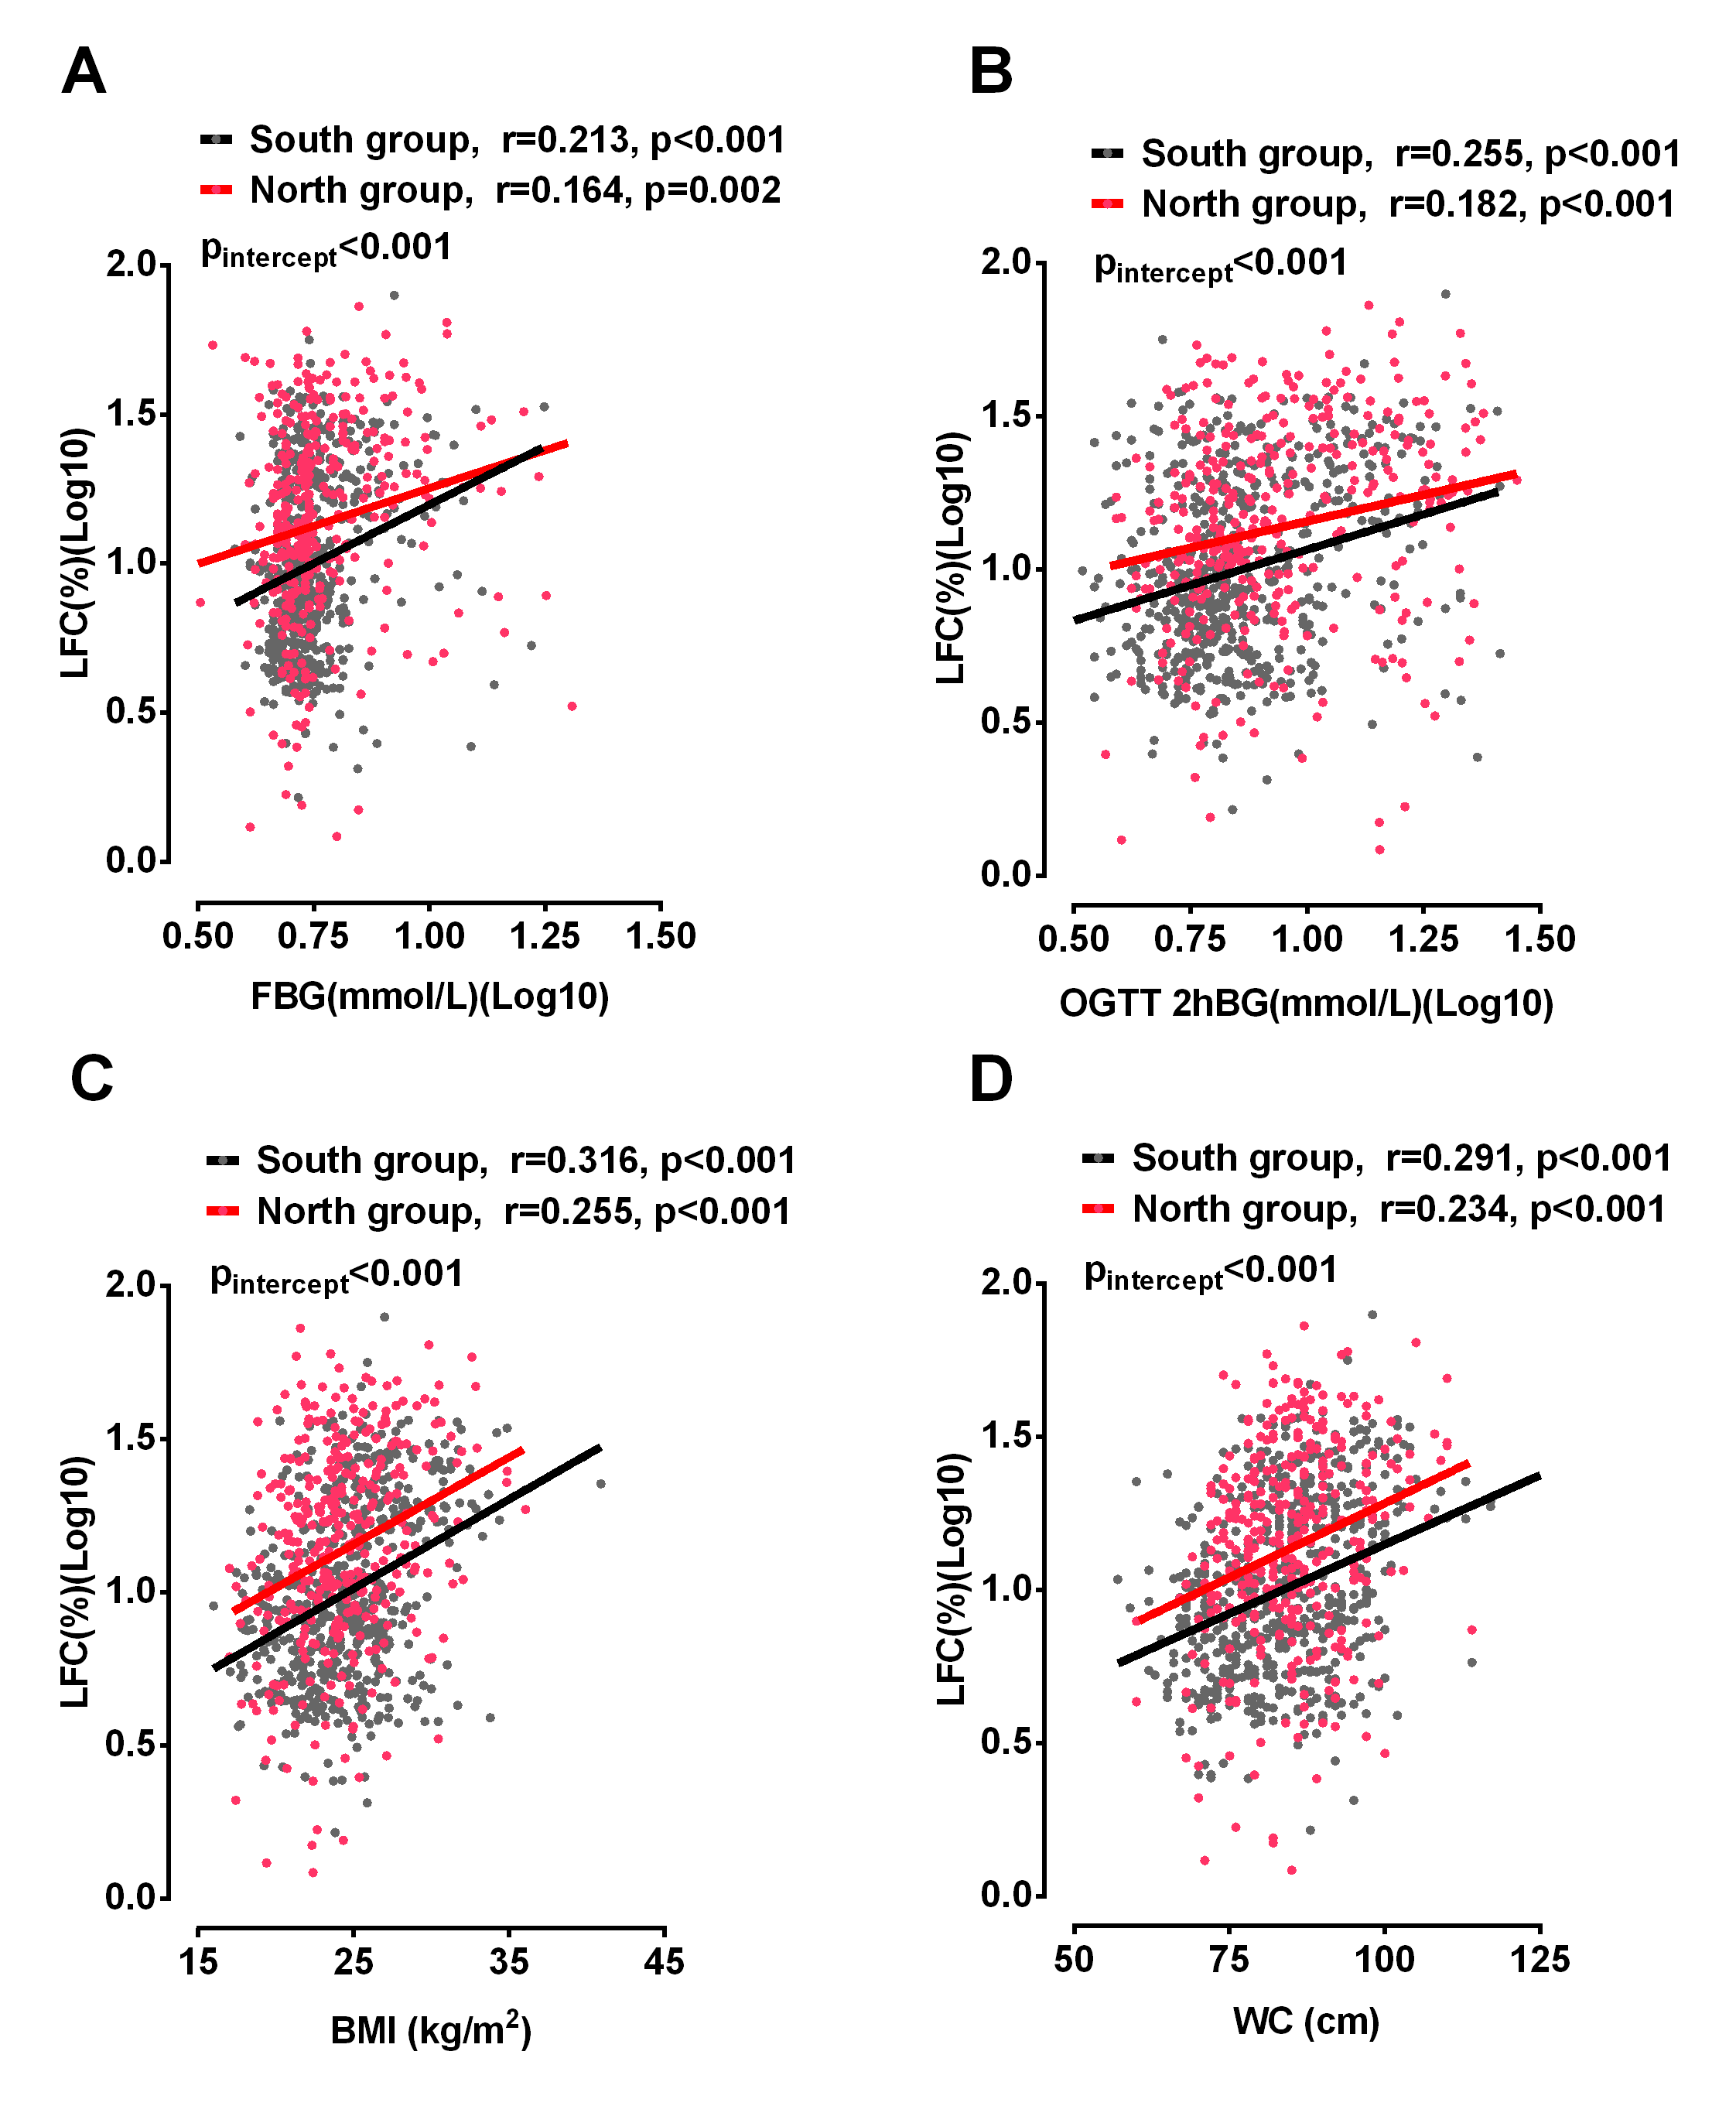 A
South group, r=0.213, p<0.001
North group, r=0.164, p=0.002
pintercept<0.001
2.0
1.5
1.0
0.5
0.0
LFC(%)(Log10)
0.50 0.75 1.00 1.25 1.50
FBG(mmol/L)(Log10)
B
South group, r=0.255, p<0.001
North group, r=0.182, p<0.001
pintercept<0.001
2.0
1.5
1.0
0.5
0.0
LFC(%)(Log10)
0.50 0.75 1.00 1.25 1.50
OGTT 2hBG(mmol/L)(Log10)
C
South group, r=0.316, p<0.001
North group, r=0.255, p<0.001
pintercept<0.001
2.0
1.5
1.0
0.5
0.0
LFC(%)(Log10)
15 25 35 45
BMI (kg/m²)
D
South group, r=0.291, p<0.001
North group, r=0.234, p<0.001
pintercept<0.001
2.0
1.5
1.0
0.5
0.0
LFC(%)(Log10)
50 75 100 125
WC (cm)